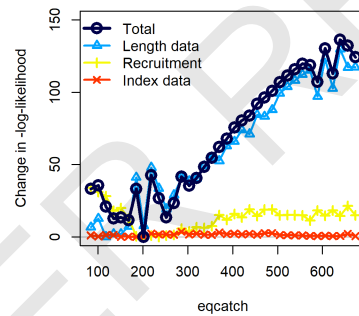 150
100
50
0
Change in -log-likelihood
Total
Length data
Recruitment
Index data
100 200 300 400 500 600
eqcatch